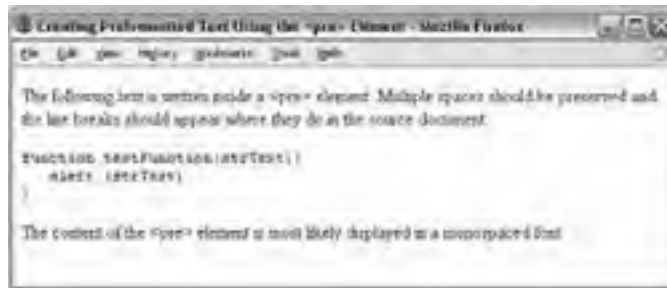 Creating Preformatted Text Using the <pre> Element - Mozilla Firefox
File Edit View History Bookmarks Tools Help
The following text is written inside a <pre> element. Multiple spaces should be preserved and
the line breaks should appear where they do in the source document.
function testFunction(strText){
alert (strText)
}
The content of the <pre> element is most likely displayed in a monospaced font.